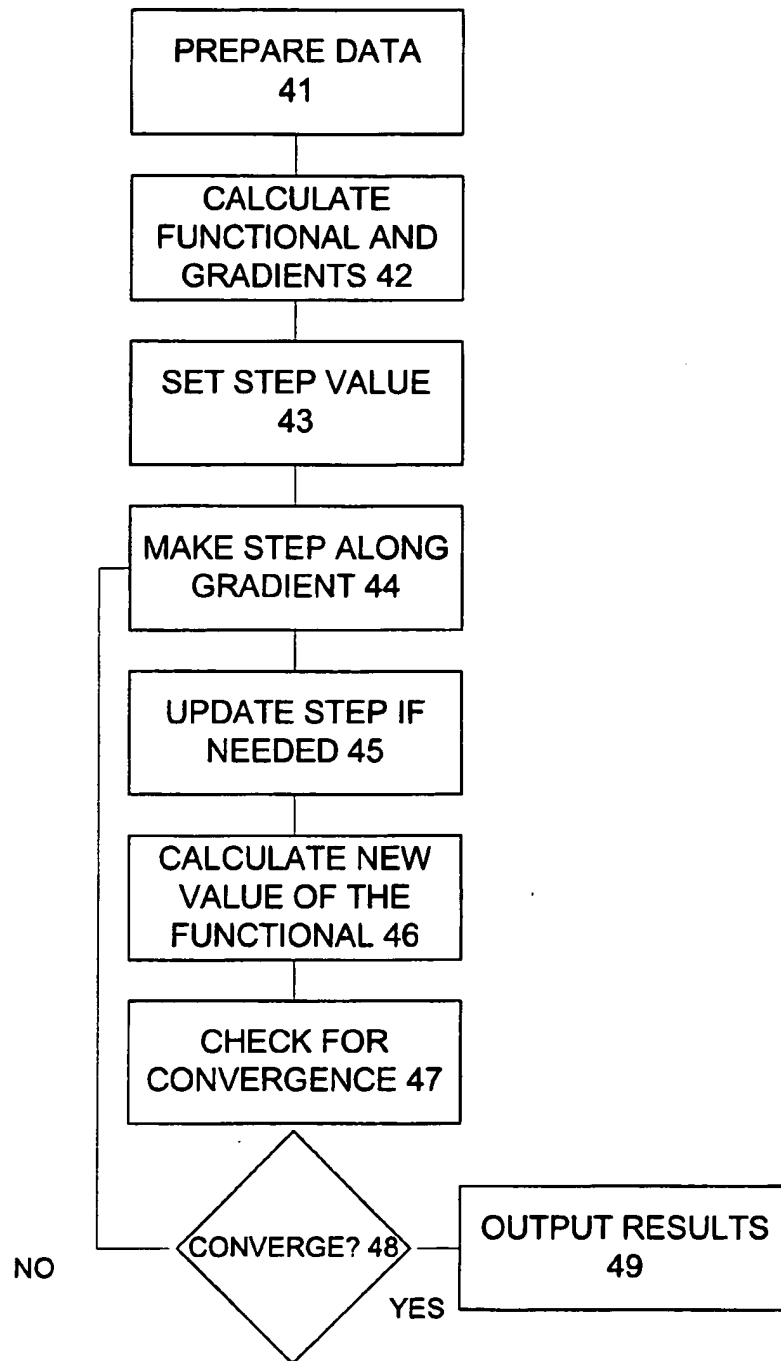 PREPARE DATA
41
CALCULATE
FUNCTIONAL AND
GRADIENTS 42
SET STEP VALUE
43
MAKE STEP ALONG
GRADIENT 44
UPDATE STEP IF
NEEDED 45
CALCULATE NEW
VALUE OF THE
FUNCTIONAL 46
CHECK FOR
CONVERGENCE 47
CONVERGE? 48
NO
YES
OUTPUT RESULTS
49